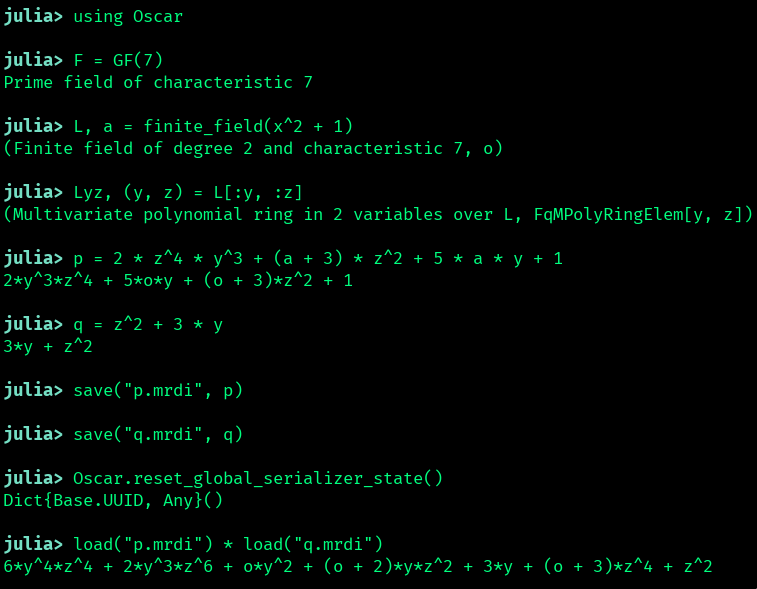 julia> using Oscar
julia> F = GF(7)
Prime field of characteristic 7
julia> L, a = finite_field(x^2 + 1)
(Finite field of degree 2 and characteristic 7, o)
julia> Lyz, (y, z) = L[:y, :z]
(Multivariate polynomial ring in 2 variables over L, FqMPolyRingElem[y, z])
julia> p = 2 * z^4 * y^3 + (a + 3) * z^2 + 5 * a * y + 1
2*y^3*z^4 + 5*o*y + (o + 3)*z^2 + 1
julia> q = z^2 + 3 * y
3*y + z^2
julia> save("p.mrdi", p)
julia> save("q.mrdi", q)
julia> Oscar.reset_global_serializer_state()
Dict{Base.UUID, Any}()
julia> load("p.mrdi") * load("q.mrdi")
6*y^4*z^4 + 2*y^3*z^6 + o*y^2 + (o + 2)*y*z^2 + 3*y + (o + 3)*z^4 + z^2